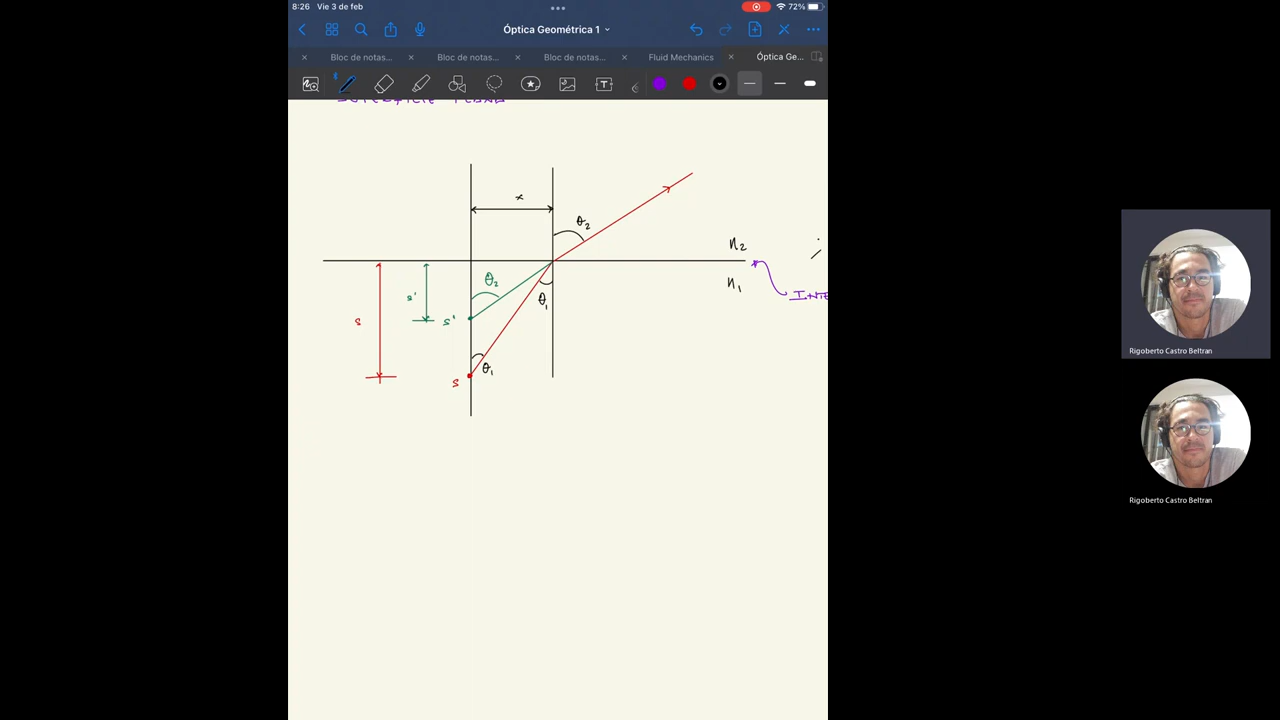 8:26 Vie 3 de feb
72%
Óptica Geométrica 1
Bloc de notas...
Bloc de notas...
Bloc de notas...
Fluid Mechanics
Óptica Ge...
T
x
θ₂
n₂
n₁
θ₂
θ₁
s'
s
s'
θ₁
s
Rigoberto Castro Beltran
Rigoberto Castro Beltran